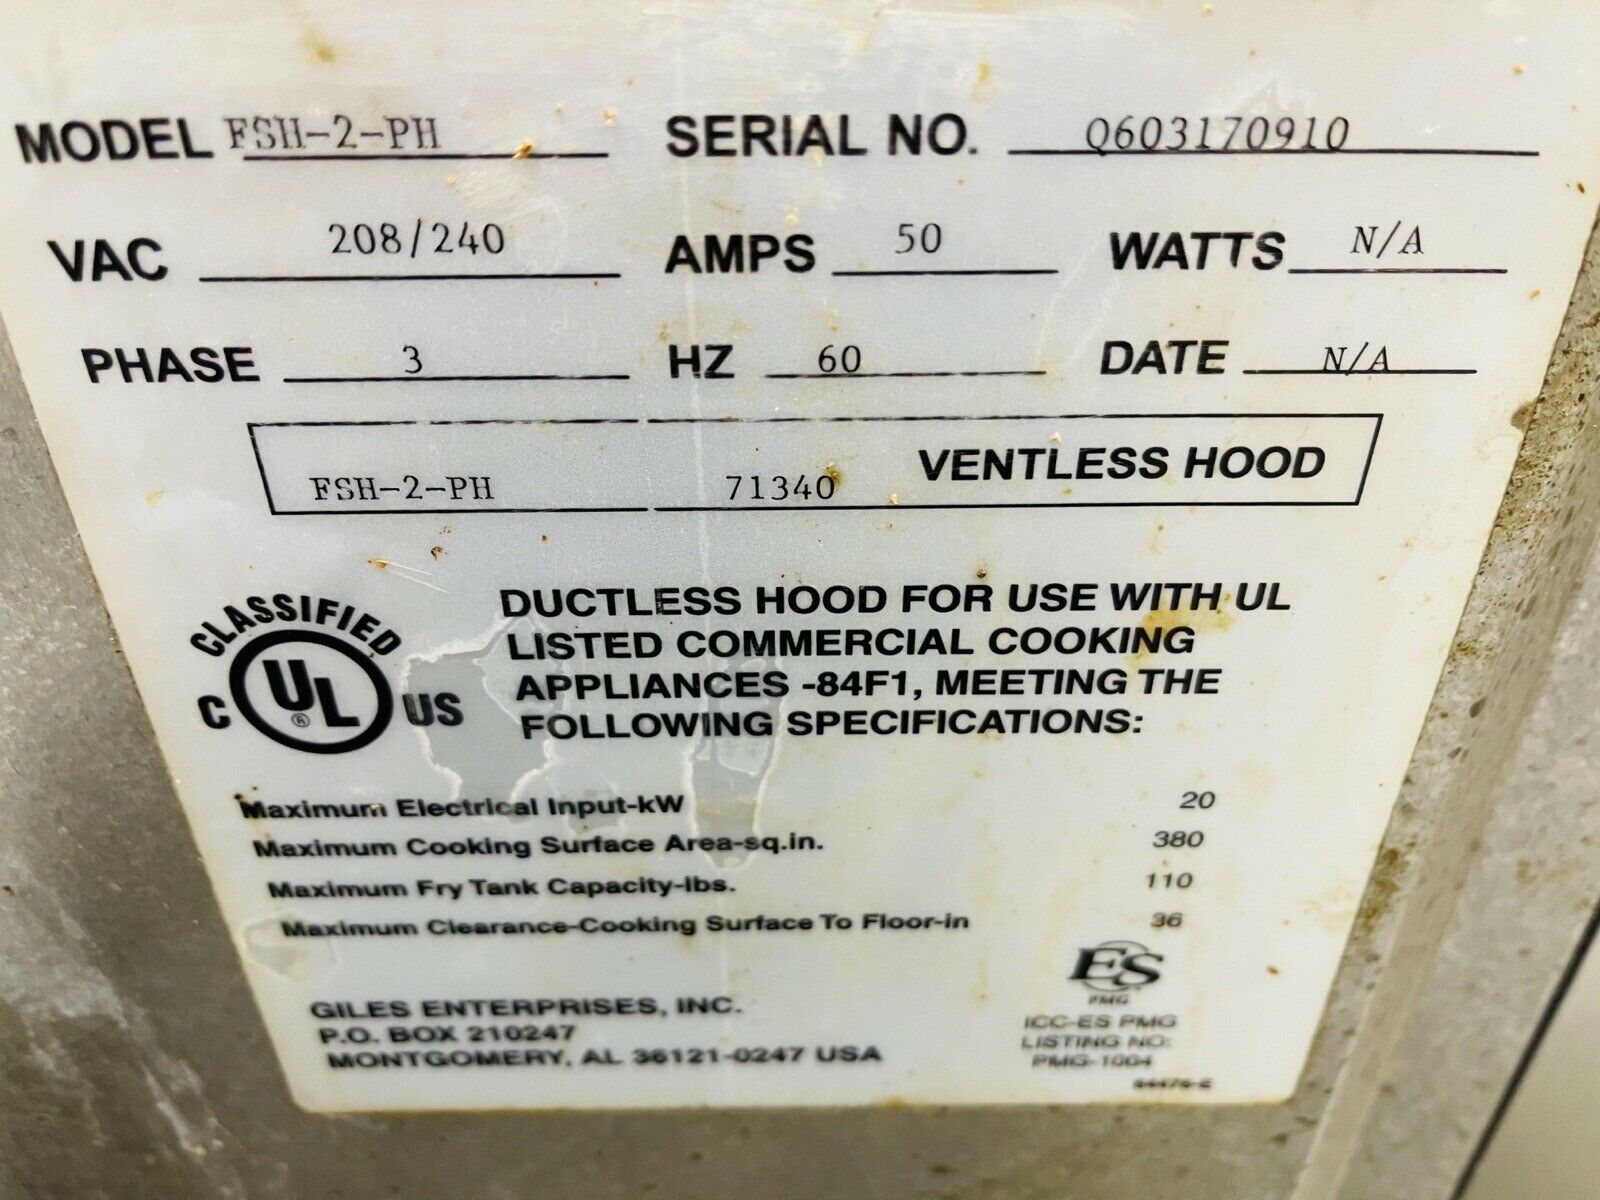 MODEL FSH-2-PH SERIAL NO. Q603170910
VAC 208/240 AMPS 50 WATTS N/A
PHASE 3 HZ 60 DATE N/A
FSH-2-PH 71340 VENTLESS HOOD
CLASSIFIED
C UL ® US
DUCTLESS HOOD FOR USE WITH UL
LISTED COMMERCIAL COOKING
APPLIANCES -84F1, MEETING THE
FOLLOWING SPECIFICATIONS:
Maximum Electrical Input-kW 20
Maximum Cooking Surface Area-sq.in. 380
Maximum Fry Tank Capacity-lbs. 110
Maximum Clearance-Cooking Surface To Floor-in 36
ES
PMG
GILES ENTERPRISES, INC.
P.O. BOX 210247
MONTGOMERY, AL 36121-0247 USA
ICC-ES PMG
LISTING NO:
PMG-1004